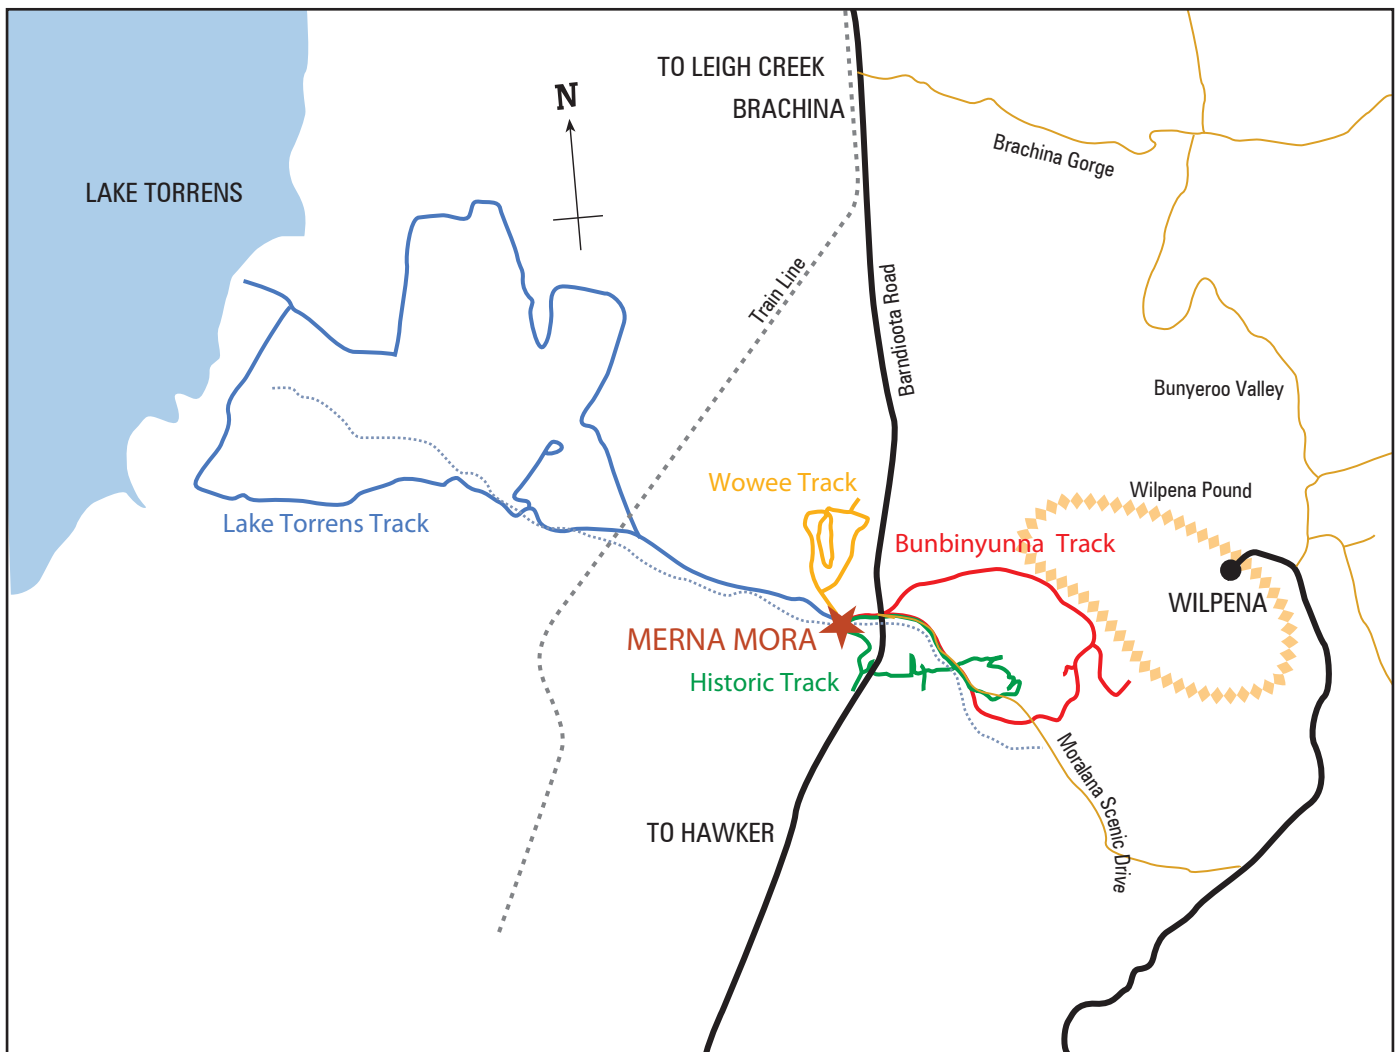 TO LEIGH CREEK
BRACHINA
N
Brachina Gorge
LAKE TORRENS
Train Line
Barndioota Road
Bunyeroo Valley
Wowee Track
Wilpena Pound
Lake Torrens Track
Bunbinyunna Track
WILPENA
MERNA MORA
Historic Track
Moralana Scenic Drive
TO HAWKER